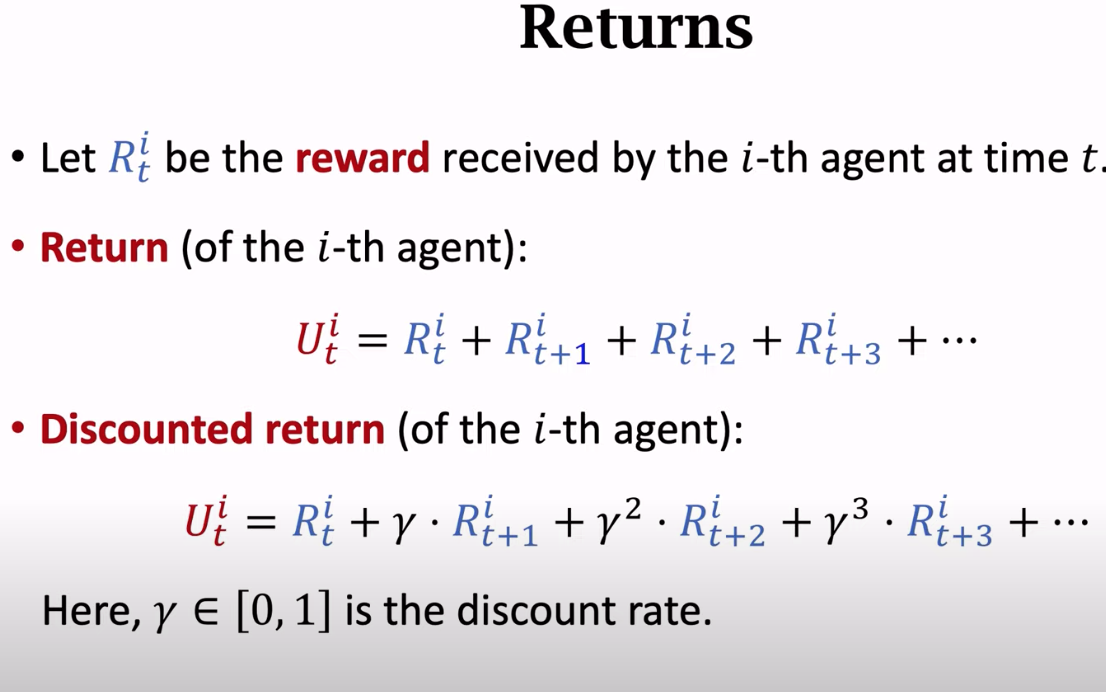 Returns
• Let $R_t^i$ be the reward received by the $i$-th agent at time $t$.
• Return (of the $i$-th agent):
$U_t^i = R_t^i + R_{t+1}^i + R_{t+2}^i + R_{t+3}^i + \cdots$
• Discounted return (of the $i$-th agent):
$U_t^i = R_t^i + \gamma \cdot R_{t+1}^i + \gamma^2 \cdot R_{t+2}^i + \gamma^3 \cdot R_{t+3}^i + \cdots$
Here, $\gamma \in [0, 1]$ is the discount rate.